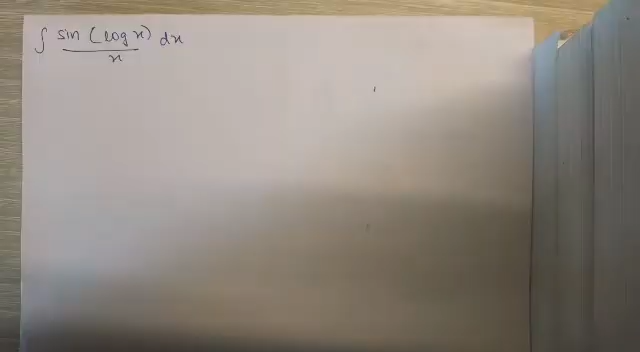 ∫ sin (log x) / x dx